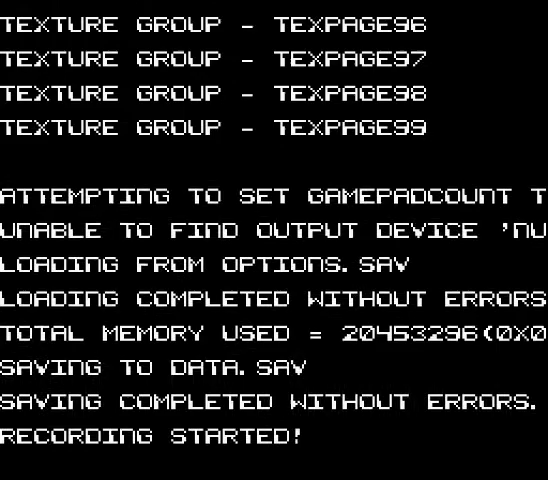 TEXTURE GROUP - TEXPAGE96
TEXTURE GROUP - TEXPAGE97
TEXTURE GROUP - TEXPAGE98
TEXTURE GROUP - TEXPAGE99
ATTEMPTING TO SET GAMEPADCOUNT T
UNABLE TO FIND OUTPUT DEVICE 'NU
LOADING FROM OPTIONS.SAV
LOADING COMPLETED WITHOUT ERRORS
TOTAL MEMORY USED = 20453296(0X0
SAVING TO DATA.SAV
SAVING COMPLETED WITHOUT ERRORS.
RECORDING STARTED!